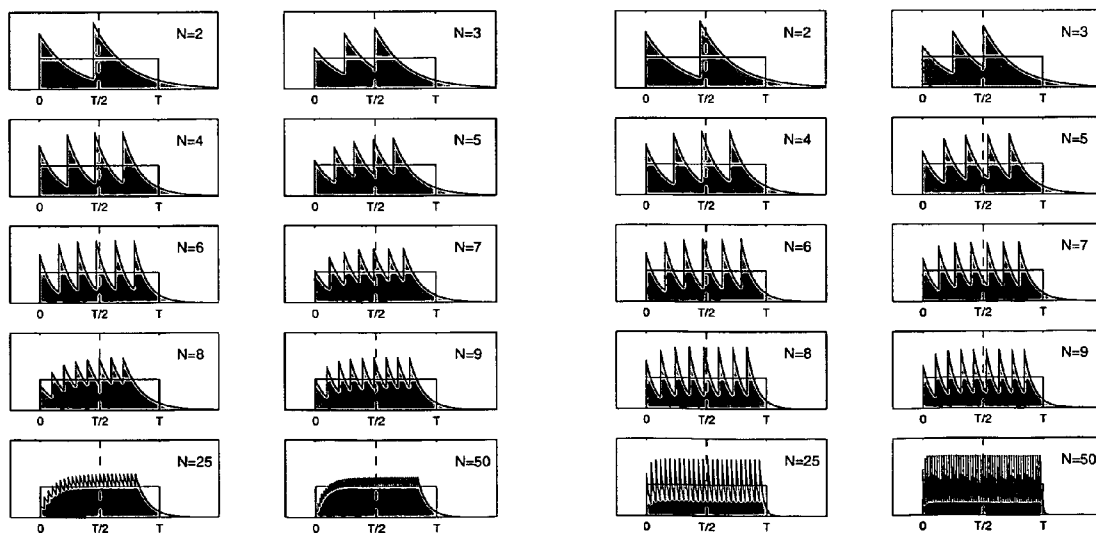 N=2 N=3 N=2 N=3
0 T/2 T 0 T/2 T 0 T/2 T 0 T/2 T
N=4 N=5 N=4 N=5
0 T/2 T 0 T/2 T 0 T/2 T 0 T/2 T
N=6 N=7 N=6 N=7
0 T/2 T 0 T/2 T 0 T/2 T 0 T/2 T
N=8 N=9 N=8 N=9
0 T/2 T 0 T/2 T 0 T/2 T 0 T/2 T
N=25 N=50 N=25 N=50
0 T/2 T 0 T/2 T 0 T/2 T 0 T/2 T